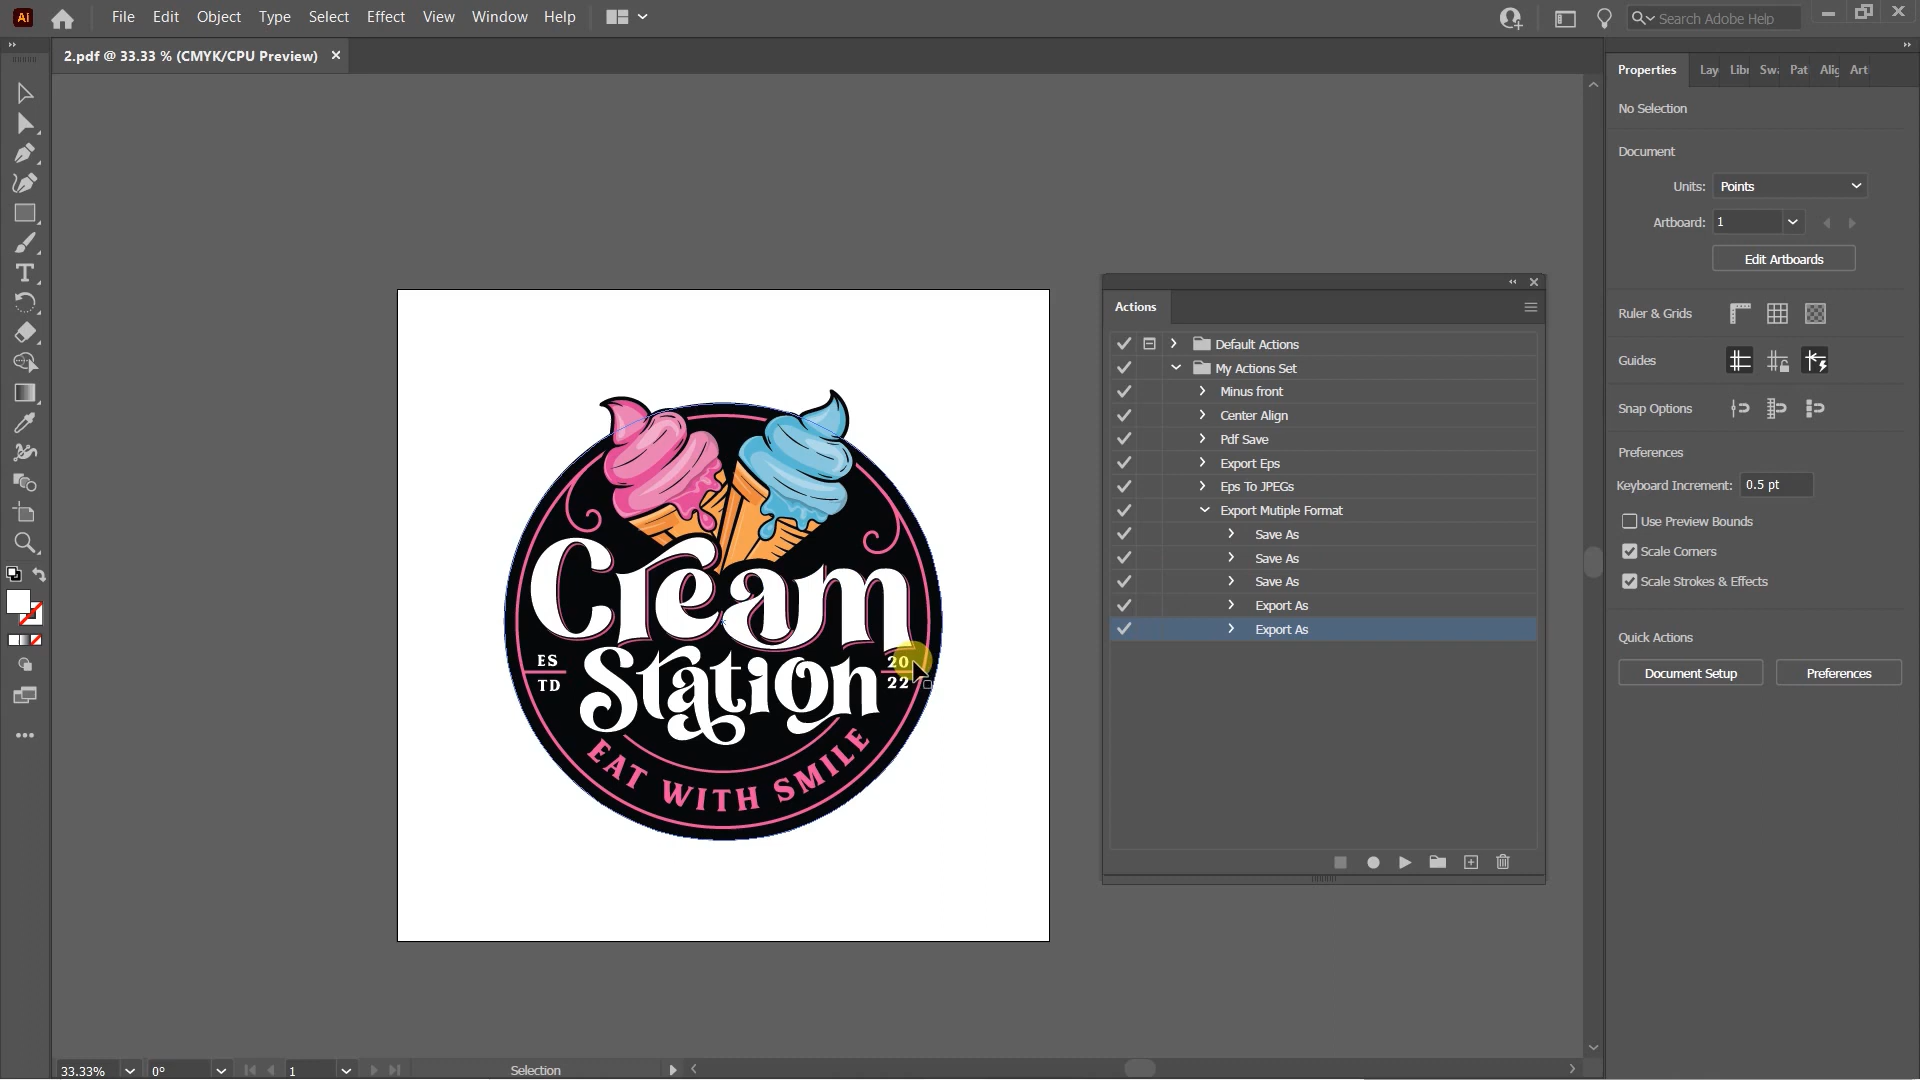 Ai File Edit Object Type Select Effect View Window Help Search Adobe Help
2.pdf @ 33.33 % (CMYK/CPU Preview)
Properties Lay Libr Swa Pat Alig Art
No Selection
Document
Units: Points
Artboard: 1
Edit Artboards
Ruler & Grids
Guides
Snap Options
Preferences
Keyboard Increment: 0.5 pt
Use Preview Bounds
Scale Corners
Scale Strokes & Effects
Quick Actions
Document Setup Preferences
Actions
Default Actions
My Actions Set
Minus front
Center Align
Pdf Save
Export Eps
Eps To JPEGs
Export Mutiple Format
Save As
Save As
Save As
Export As
Export As
Cream
Station
ES
TD
20
22
EAT WITH SMILE
33.33% 0° 1 Selection